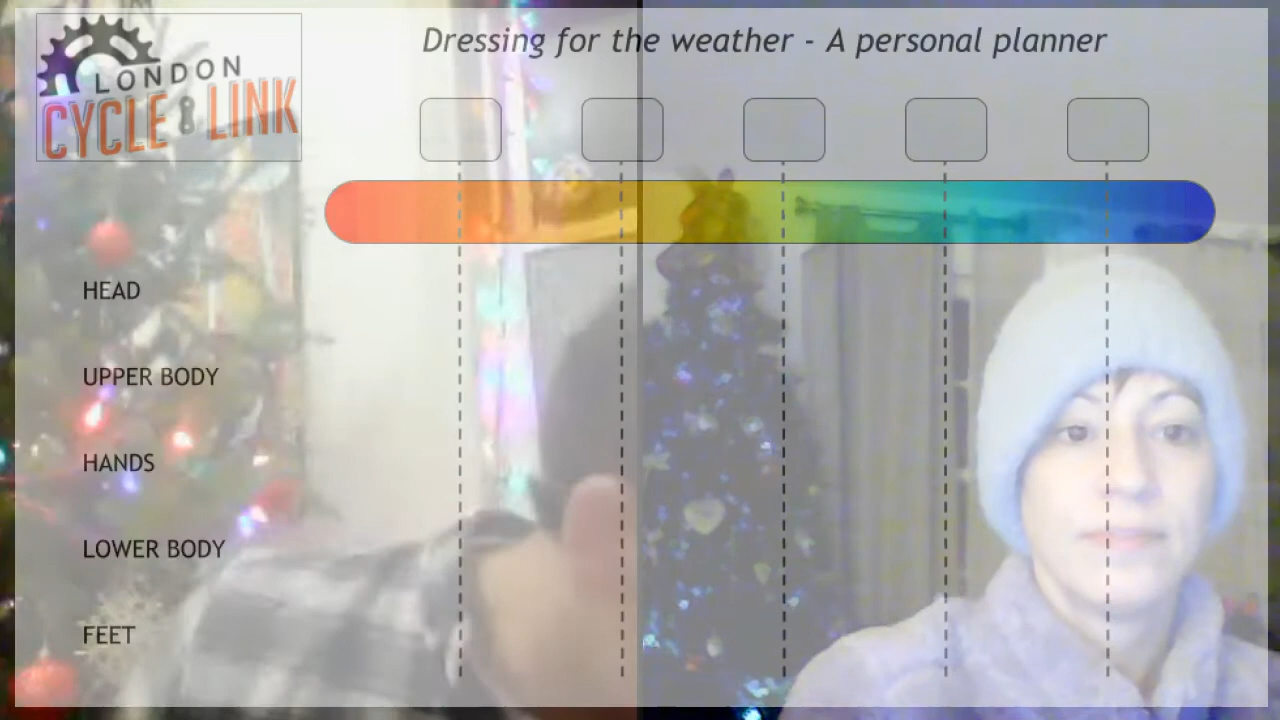 LONDON
CYCLE LINK
Dressing for the weather - A personal planner
HEAD
UPPER BODY
HANDS
LOWER BODY
FEET